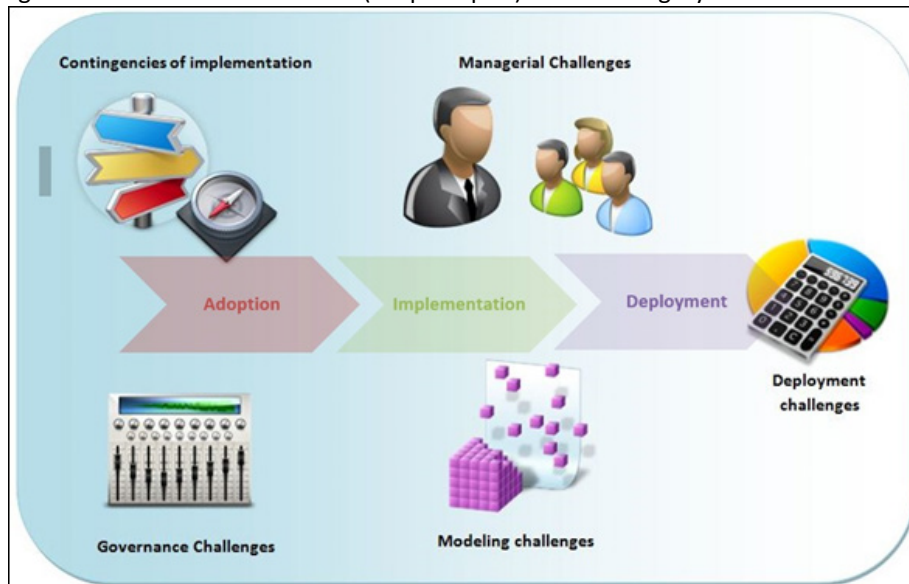 Contingencies of implementation
Managerial Challenges
Adoption
Implementation
Deployment
Deployment
challenges
Governance Challenges
Modeling challenges